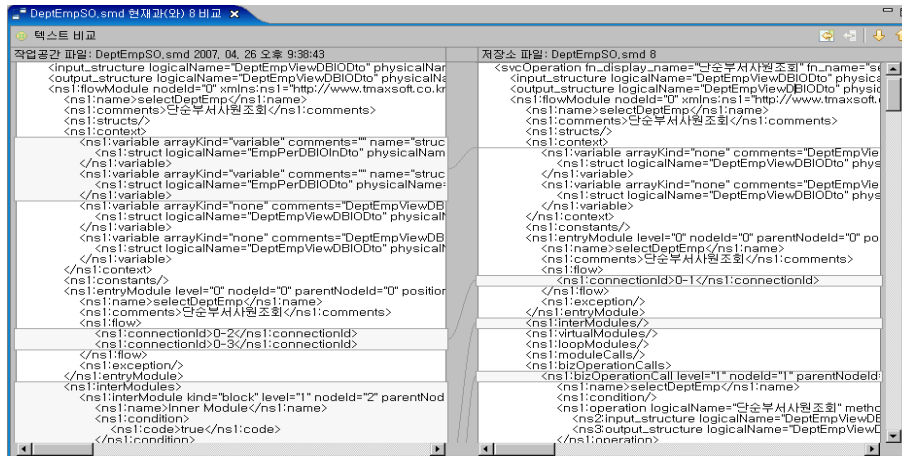 DeptEmpSO.smd 현재과(와) 8 비교
텍스트 비교
작업공간 파일: DeptEmpSO.smd 2007. 04. 26 오후 9:38:43
<input_structure logicalName="DeptEmpViewDBIODto" physicalNar
<output_structure logicalName="DeptEmpViewDBIODto" physicalNa
<ns1:flowModule nodeId="0" xmlns:ns1="http://www.tmaxsoft.co.kr
<ns1:name>selectDeptEmp</ns1:name>
<ns1:comments>단순부서사원조회</ns1:comments>
<ns1:structs/>
<ns1:context>
<ns1:variable arrayKind="variable" comments="" name="struc
<ns1:struct logicalName="EmpPerDBIOInDto" physicalNam
</ns1:variable>
<ns1:variable arrayKind="variable" comments="" name="struc
<ns1:struct logicalName="EmpPerDBIODto" physicalName=
</ns1:variable>
<ns1:variable arrayKind="none" comments="DeptEmpViewDBI
<ns1:struct logicalName="DeptEmpViewDBIODto" physicalN
</ns1:variable>
<ns1:variable arrayKind="none" comments="DeptEmpViewDB
<ns1:struct logicalName="DeptEmpViewDBIODto" physicalN
</ns1:variable>
</ns1:context>
<ns1:constants/>
<ns1:entryModule level="0" nodeId="0" parentNodeId="0" position
<ns1:name>selectDeptEmp</ns1:name>
<ns1:comments>단순부서사원조회</ns1:comments>
<ns1:flow>
<ns1:connectionId>0-2</ns1:connectionId>
<ns1:connectionId>0-3</ns1:connectionId>
</ns1:flow>
<ns1:exception/>
</ns1:entryModule>
<ns1:interModules>
<ns1:interModule kind="block" level="1" nodeId="2" parentNod
<ns1:name>Inner Module</ns1:name>
<ns1:condition>
<ns1:code>true</ns1:code>
</ns1:condition>
저장소 파일: DeptEmpSO.smd 8
<svcOperation fn_display_name="단순부서사원조회" fn_name="se
<input_structure logicalName="DeptEmpViewDBIODto" physica
<output_structure logicalName="DeptEmpViewDBIODto" physic
<ns1:flowModule nodeId="0" xmlns:ns1="http://www.tmaxsoft.
<ns1:name>selectDeptEmp</ns1:name>
<ns1:comments>단순부서사원조회</ns1:comments>
<ns1:structs/>
<ns1:context>
<ns1:variable arrayKind="none" comments="DeptEmpVie
<ns1:struct logicalName="DeptEmpViewDBIODto" phys
</ns1:variable>
<ns1:variable arrayKind="none" comments="DeptEmpVie
<ns1:struct logicalName="DeptEmpViewDBIODto" phys
</ns1:variable>
</ns1:context>
<ns1:constants/>
<ns1:entryModule level="0" nodeId="0" parentNodeId="0" po
<ns1:name>selectDeptEmp</ns1:name>
<ns1:comments>단순부서사원조회</ns1:comments>
<ns1:flow>
<ns1:connectionId>0-1</ns1:connectionId>
</ns1:flow>
<ns1:exception/>
</ns1:entryModule>
<ns1:interModules/>
<ns1:virtualModules/>
<ns1:loopModules/>
<ns1:moduleCalls/>
<ns1:bizOperationCalls>
<ns1:bizOperationCall level="1" nodeId="1" parentNodeId=
<ns1:name>selectDeptEmp</ns1:name>
<ns1:condition/>
<ns1:operation logicalName="단순부서사원조회" metho
<ns2:input_structure logicalName="DeptEmpViewDB
<ns3:output_structure logicalName="DeptEmpViewD
</ns1:operation>